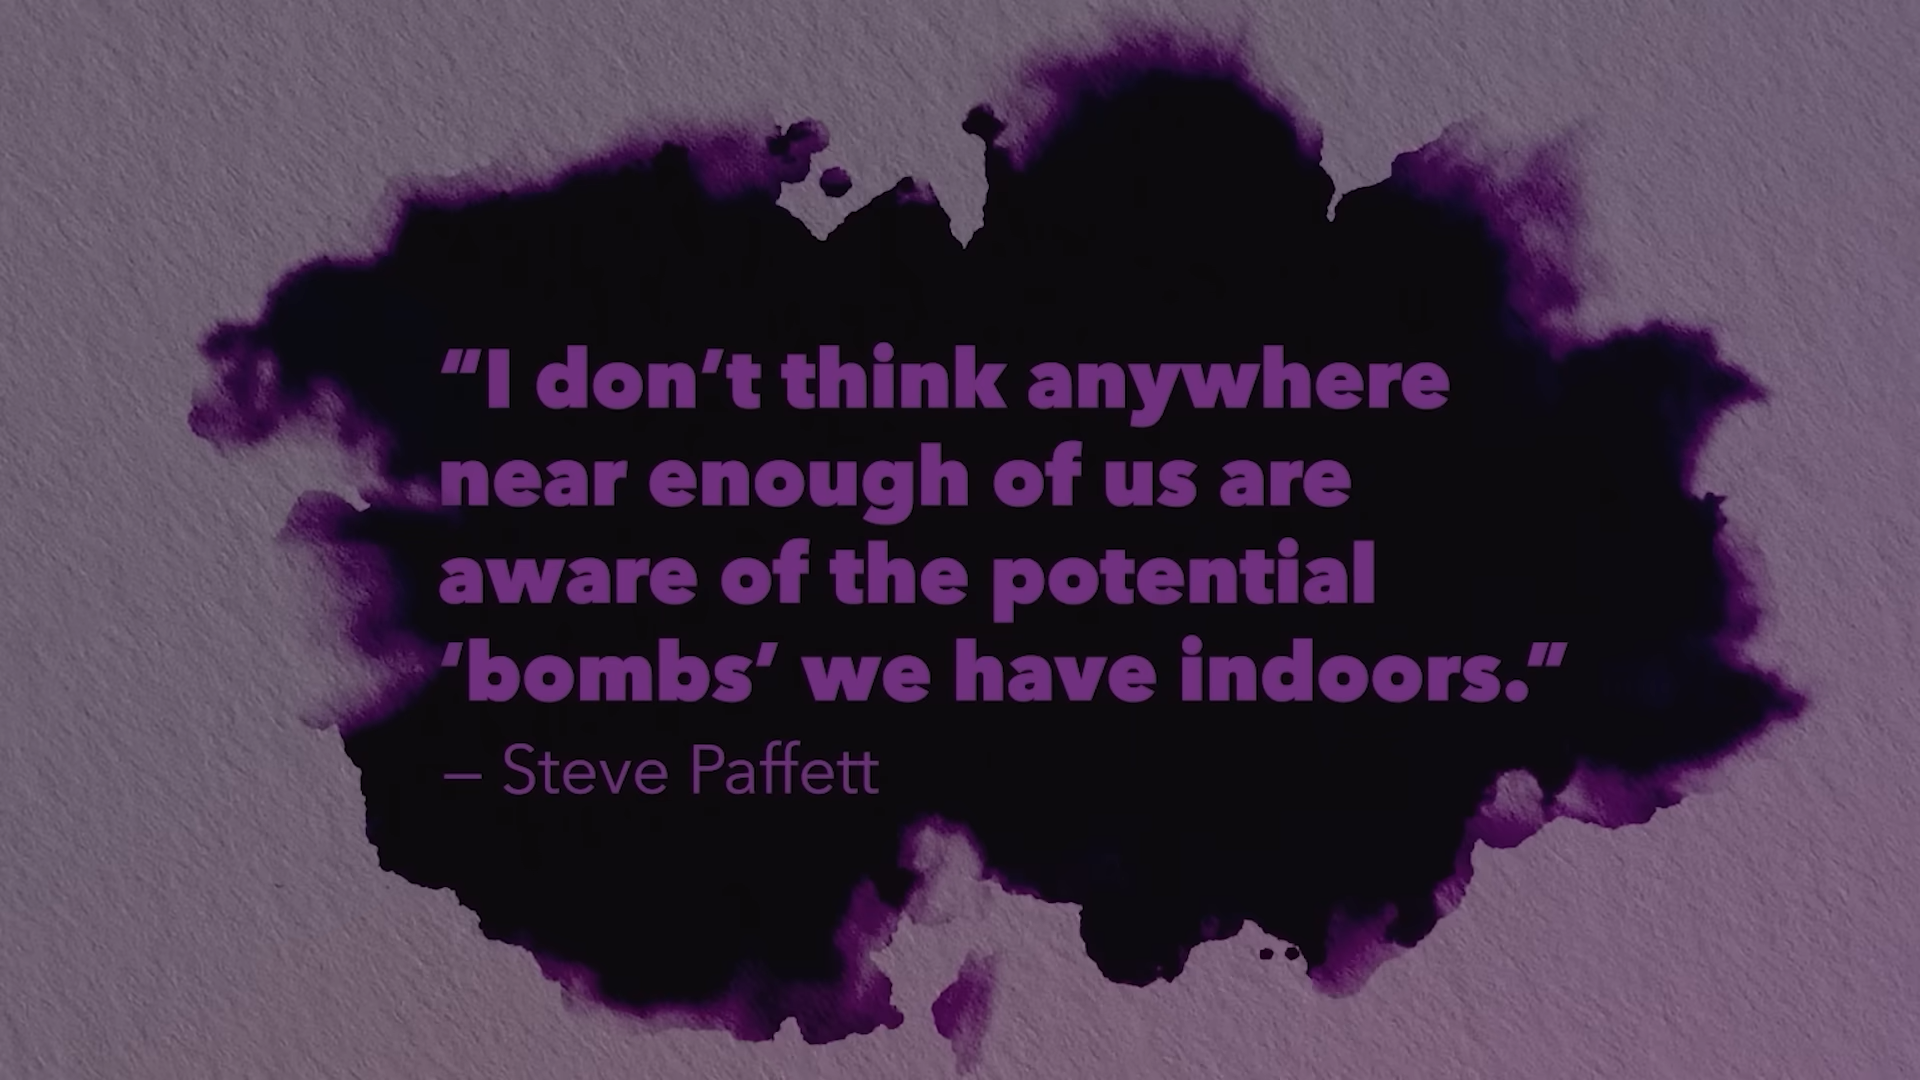 “I don’t think anywhere
near enough of us are
aware of the potential
‘bombs’ we have indoors.”
– Steve Paffett